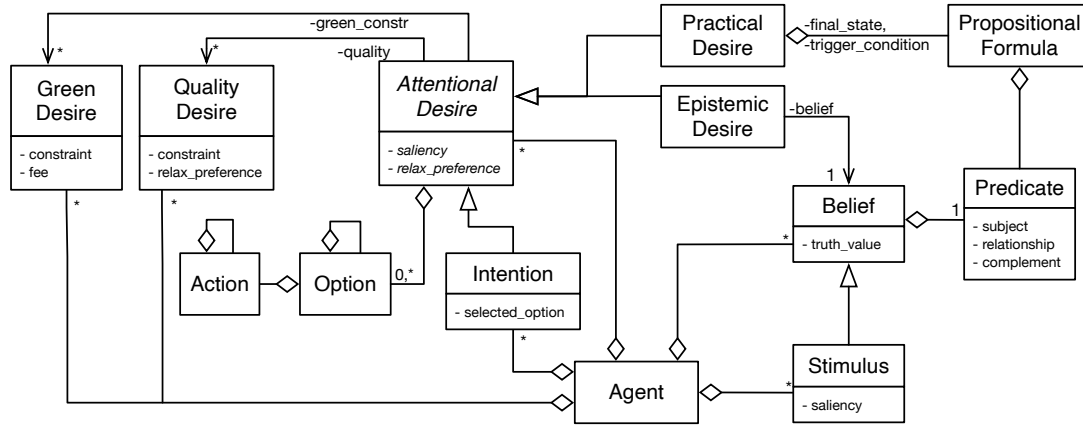 -green_constr
-quality
*
*
Green
Desire
- constraint
- fee
*
Quality
Desire
- constraint
- relax_preference
*
Attentional
Desire
- saliency
- relax_preference
*
Practical
Desire
-final_state,
-trigger_condition
Propositional
Formula
Epistemic
Desire
-belief
1
Belief
- truth_value
*
1
Predicate
- subject
- relationship
- complement
Action
Option
0,*
Intention
- selected_option
*
Agent
*
Stimulus
- saliency